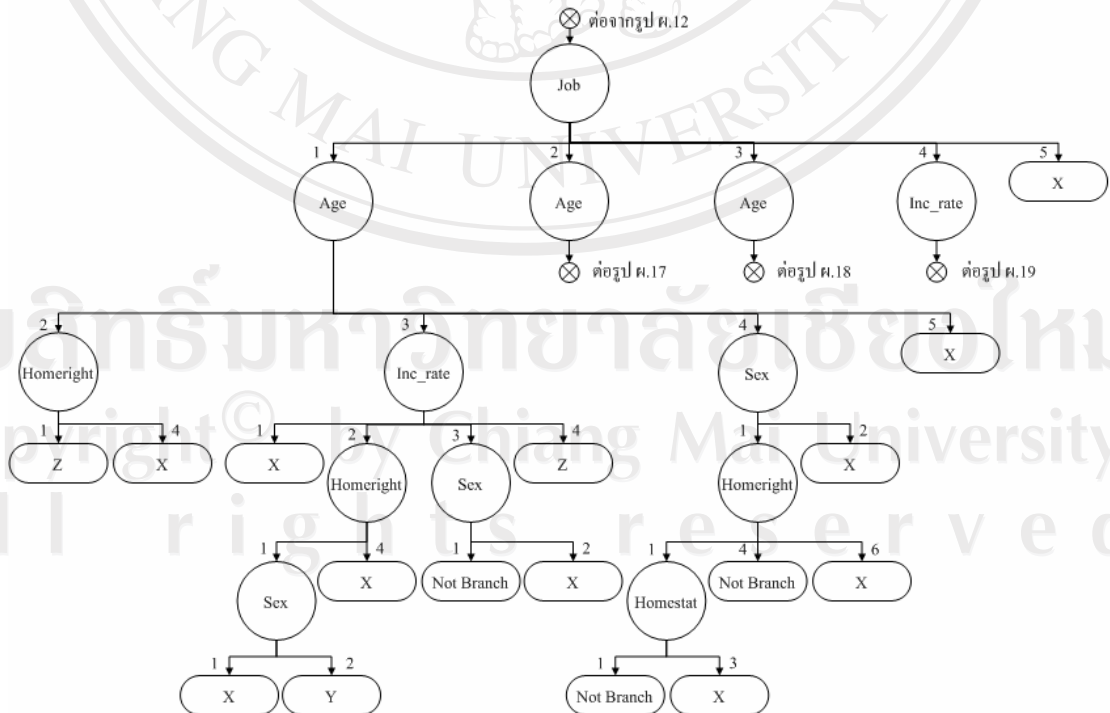 ต่อจากรูป ผ.12
Job
1 2 3 4 5
Age Age Age Inc_rate X
ต่อรูป ผ.17 ต่อรูป ผ.18 ต่อรูป ผ.19
2 3 4 5
Homeright Inc_rate Sex X
1 4 1 2 3 4 1 2
Z X X Homeright Sex Z Homeright X
1 4 1 2 1 4 6
Sex X Not Branch X Homestat Not Branch X
1 2 1 3
X Y Not Branch X
ANG MAI UNIVERSITY
สิทธิ์มหาวิทยาลัยเชียงใหม
pyright© by Chiang Mai University
ll rights reserved